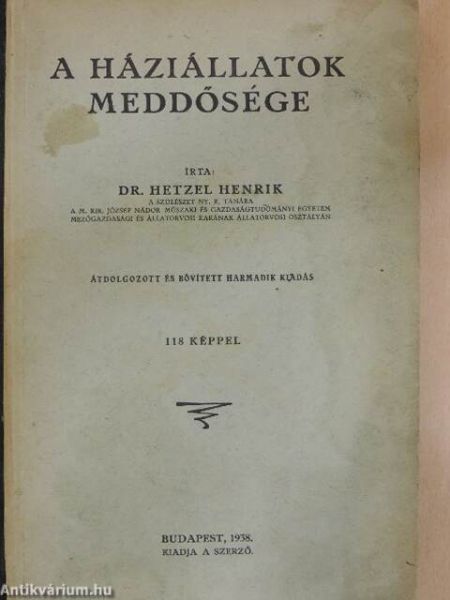 A HÁZIÁLLATOK
MEDDŐSÉGE
ÍRTA:
DR. HETZEL HENRIK
A SZÜLÉSZET NY. R. TANÁRA
A M. KIR. JÓZSEF NÁDOR MŰSZAKI ÉS GAZDASÁGTUDOMÁNYI EGYETEM
MEZŐGAZDASÁGI ÉS ÁLLATORVOSI KARÁNAK ÁLLATORVOSI OSZTÁLYÁN
ÁTDOLGOZOTT ÉS BŐVÍTETT HARMADIK KIADÁS
118 KÉPPEL
BUDAPEST, 1938.
KIADJA A SZERZŐ.
Antikvárium.hu